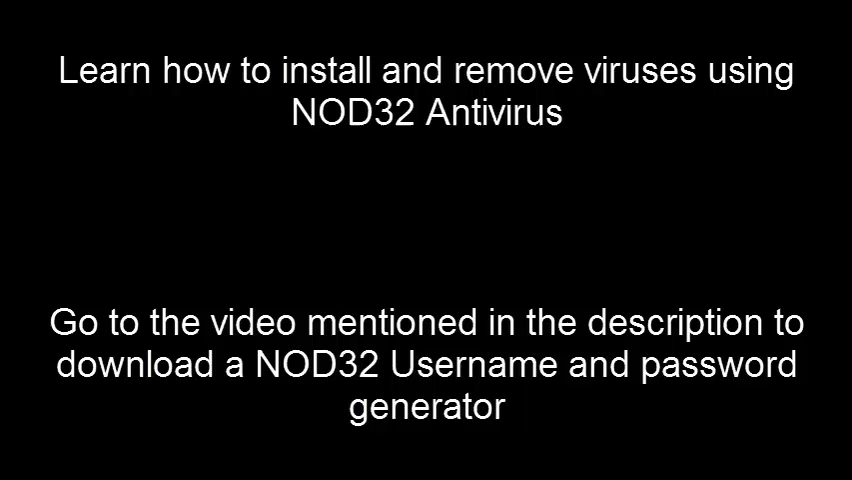 Learn how to install and remove viruses using
NOD32 Antivirus
Go to the video mentioned in the description to
download a NOD32 Username and password
generator